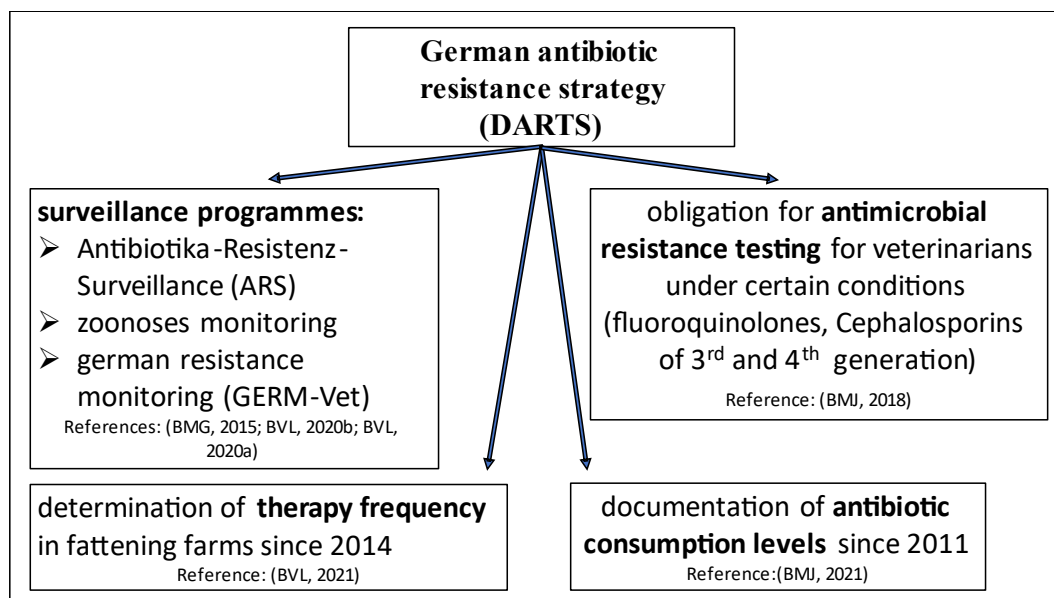 German antibiotic
resistance strategy
(DARTS)
surveillance programmes:
➢ Antibiotika-Resistenz-
Surveillance (ARS)
➢ zoonoses monitoring
➢ german resistance
monitoring (GERM-Vet)
References: (BMG, 2015; BVL, 2020b; BVL,
2020a)
obligation for antimicrobial
resistance testing for veterinarians
under certain conditions
(fluoroquinolones, Cephalosporins
of 3rd and 4th generation)
Reference: (BMJ, 2018)
determination of therapy frequency
in fattening farms since 2014
Reference: (BVL, 2021)
documentation of antibiotic
consumption levels since 2011
Reference:(BMJ, 2021)